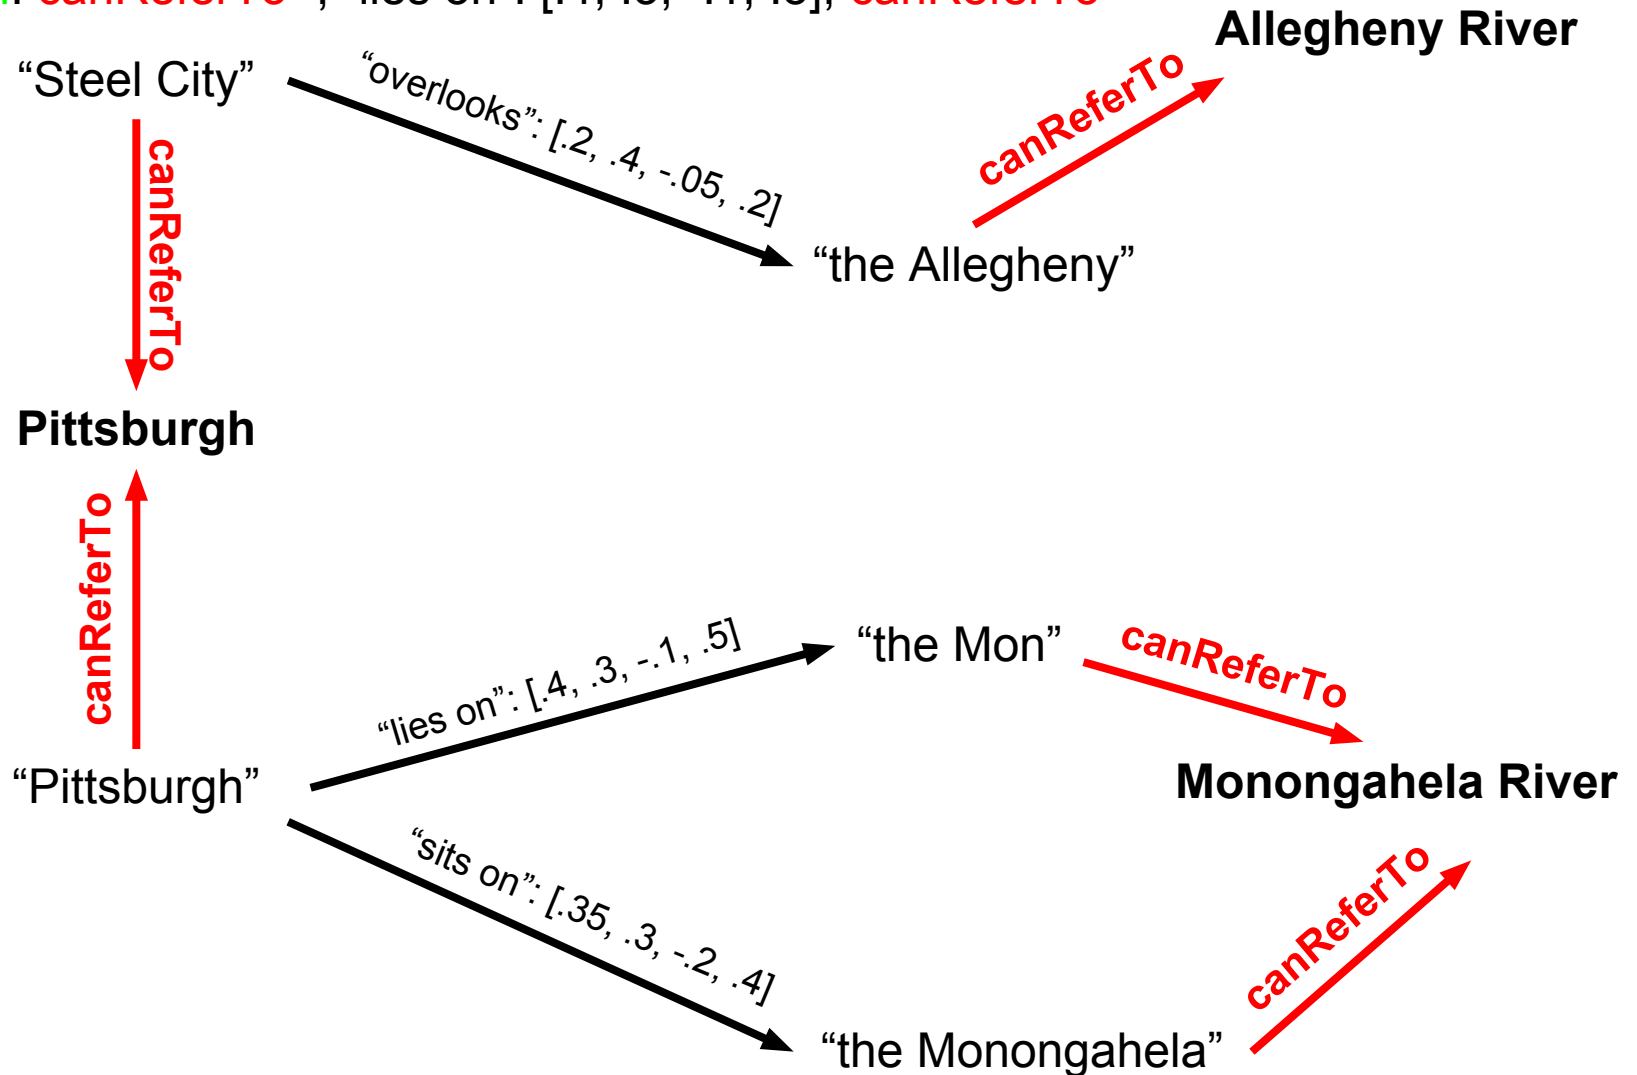 canReferTo
Allegheny River
“Steel City”
“overlooks”: [.2, .4, -.05, .2]
canReferTo
canReferTo
“the Allegheny”
Pittsburgh
canReferTo
“lies on”: [.4, .3, -.1, .5]
“the Mon”
canReferTo
“Pittsburgh”
Monongahela River
“sits on”: [.35, .3, -.2, .4]
canReferTo
“the Monongahela”